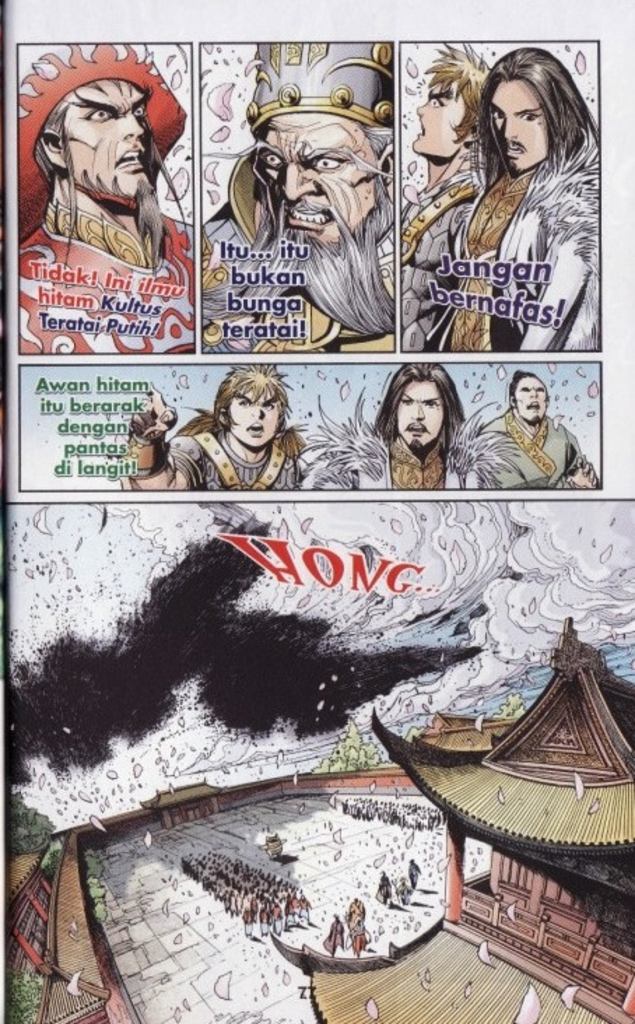 Tidak! Ini ilmu
hitam Kultus
Teratai Putih!
Itu... itu
bukan
bunga
teratai!
Jangan
bernafas!
Awan hitam
itu berarak
dengan
pantas
di langit!
HONG...
77